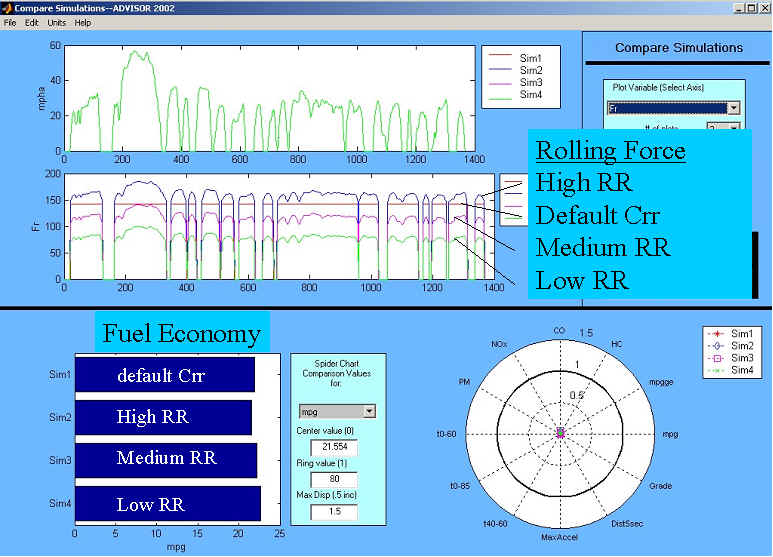 Compare Simulations--ADVISOR 2002
File Edit Units Help
Compare Simulations
Plot Variable (Select Axis)
Fr
# of plots
60
40
20
0
mpha
0 200 400 600 800 1000 1200 1400
Sim1
Sim2
Sim3
Sim4
200
150
100
50
0
Fr
0 200 400 600 800 1000 1200 1400
Rolling Force
High RR
Default Crr
Medium RR
Low RR
Fuel Economy
Sim1 default Crr
Sim2 High RR
Sim3 Medium RR
Sim4 Low RR
0 5 10 15 20 25
mpg
Spider Chart
Comparison Values
for:
mpg
Center value (0)
21.554
Ring value (1)
80
Max Disp (.5 inc)
1.5
CO
1.5
HC
mpgge
mpg
Grade
Dist5sec
MaxAccel
t40-60
t0-85
t0-60
PM
NOx
1
0.5
Sim1
Sim2
Sim3
Sim4